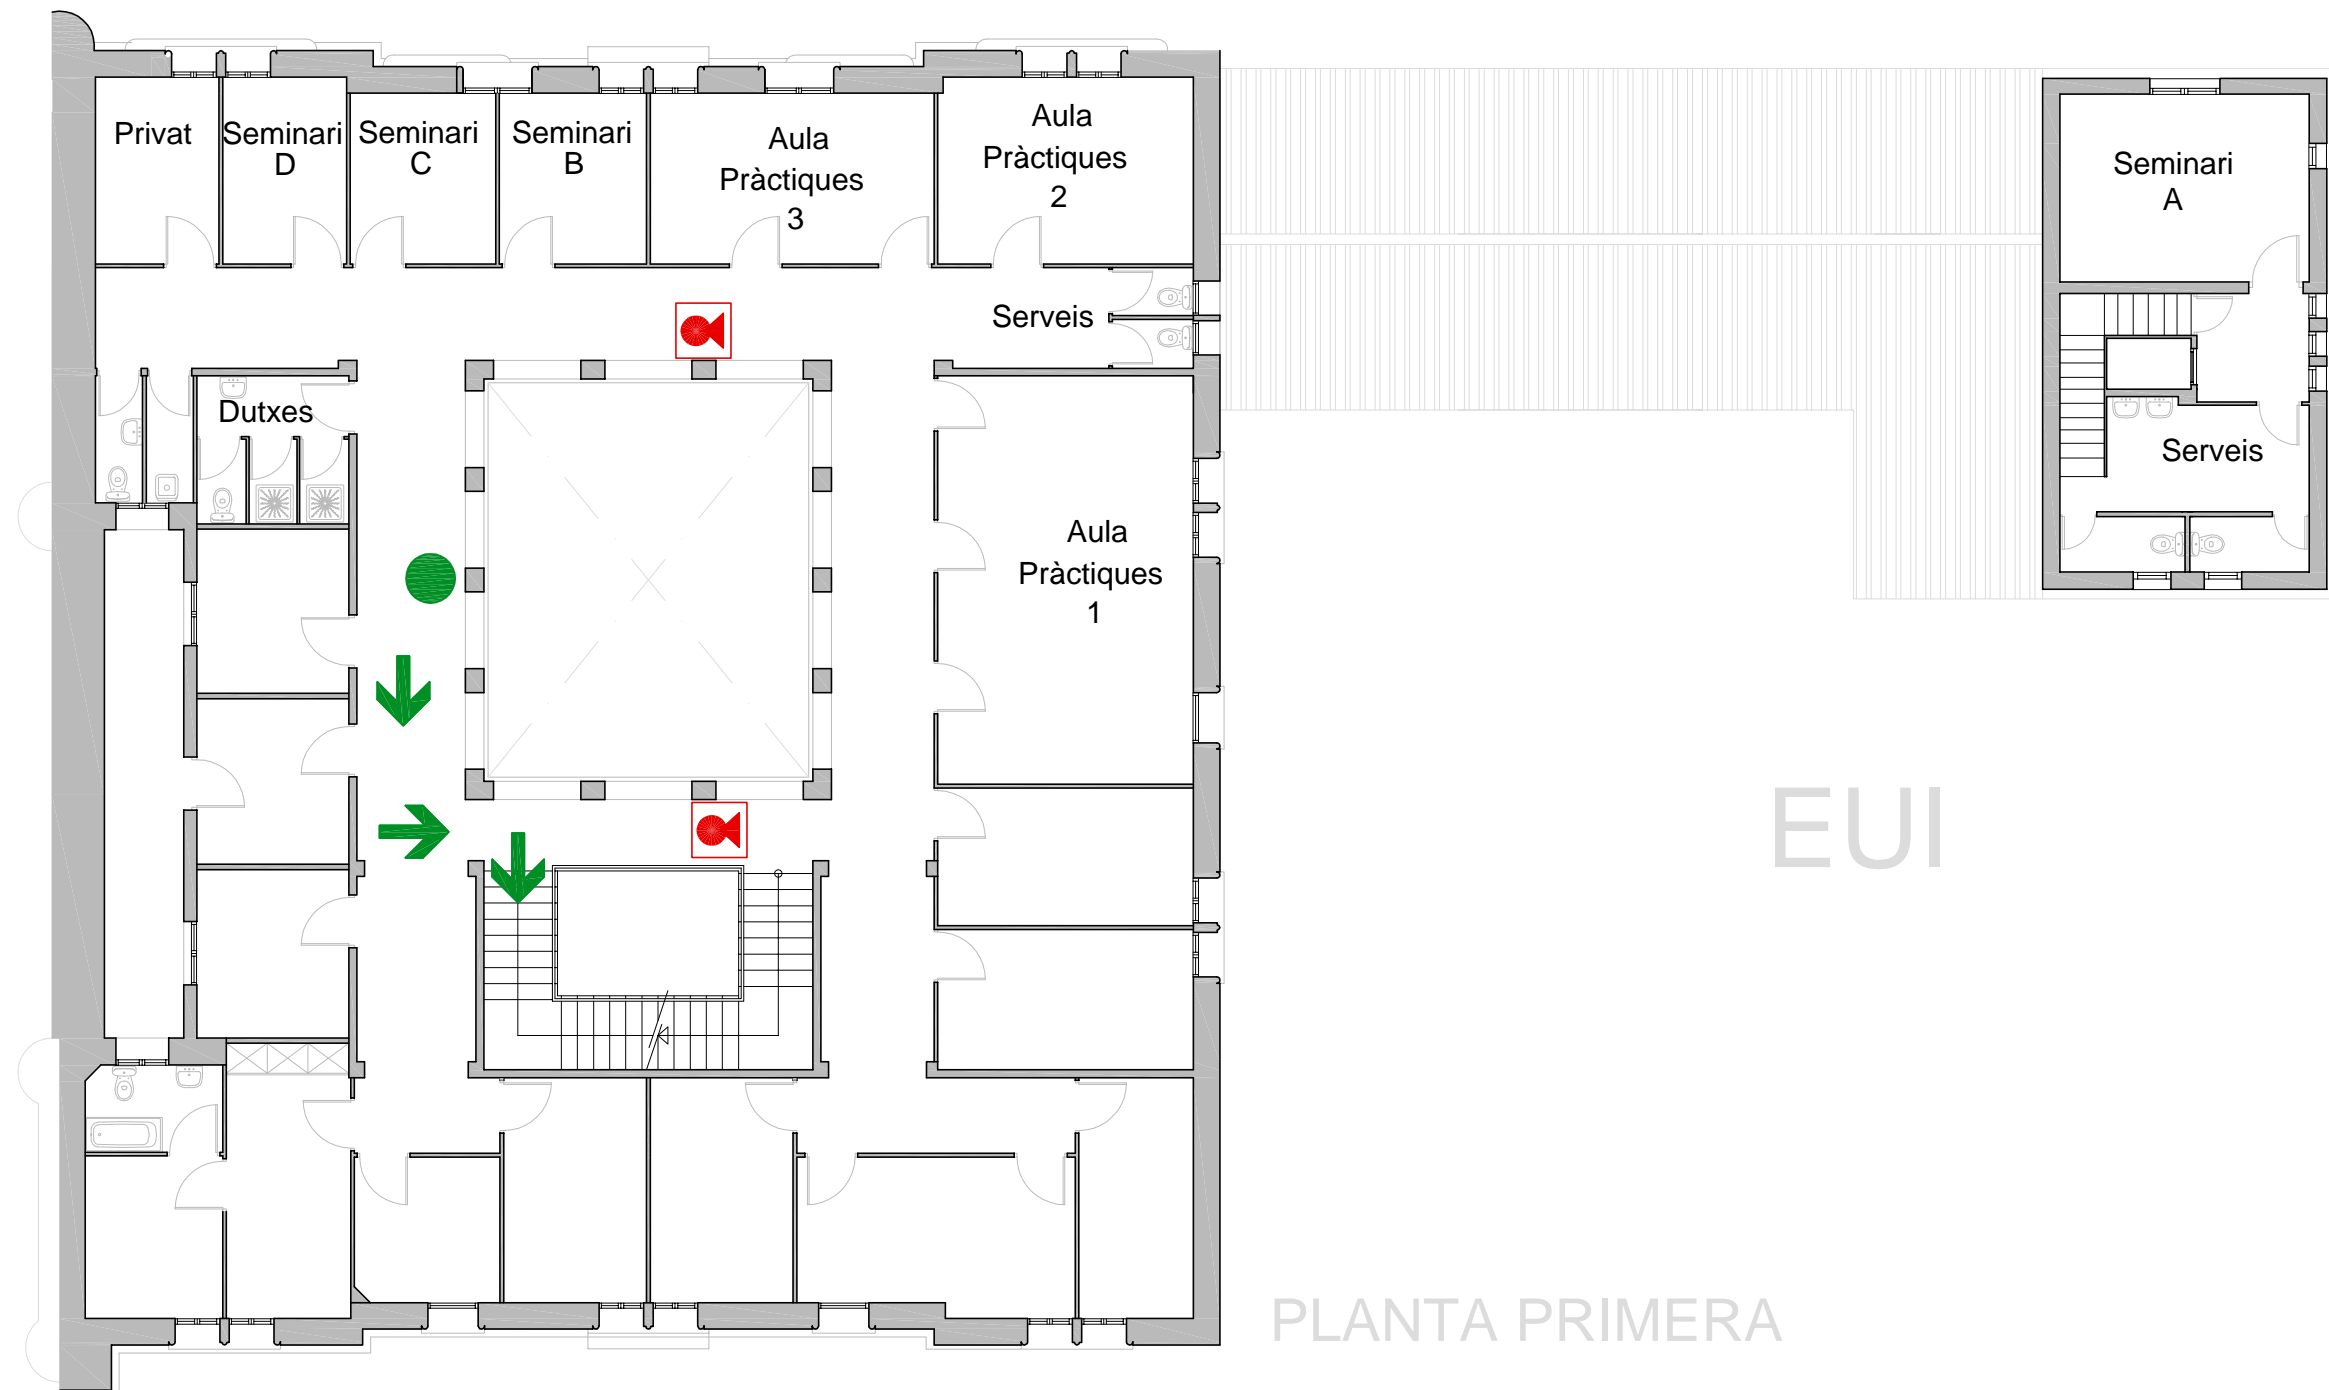 Privat
Seminari
D
Seminari
C
Seminari
B
Aula
Pràctiques
3
Aula
Pràctiques
2
Seminari
A
Serveis
Dutxes
Serveis
Aula
Pràctiques
1
EUI
PLANTA PRIMERA